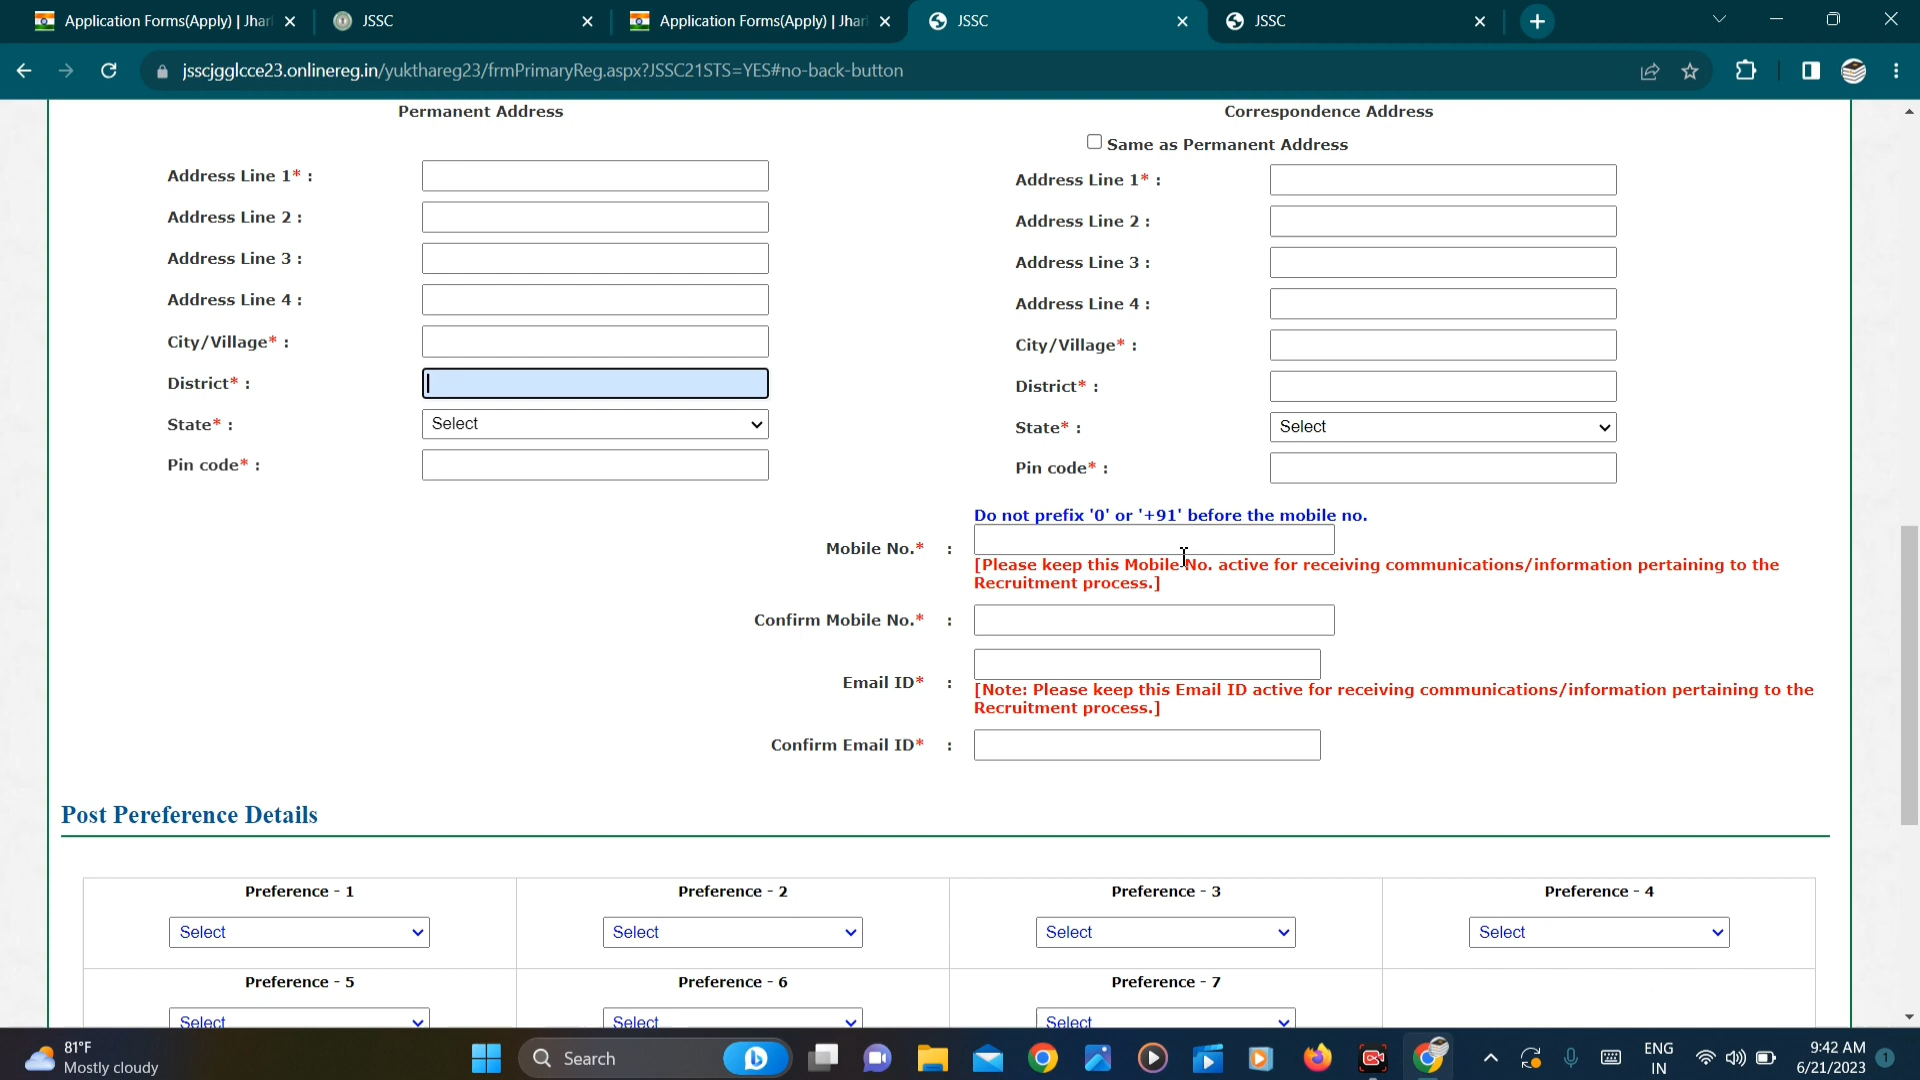 Application Forms(Apply) | Jhar
JSSC
Application Forms(Apply) | Jhar
JSSC
JSSC
jsscjgglcce23.onlinereg.in/yukthareg23/frmPrimaryReg.aspx?JSSC21STS=YES#no-back-button
Permanent Address
Correspondence Address
Same as Permanent Address
Address Line 1* :
Address Line 1* :
Address Line 2 :
Address Line 2 :
Address Line 3 :
Address Line 3 :
Address Line 4 :
Address Line 4 :
City/Village* :
City/Village* :
District* :
District* :
State* :
Select
State* :
Select
Pin code* :
Pin code* :
Do not prefix '0' or '+91' before the mobile no.
Mobile No.* :
[Please keep this Mobile No. active for receiving communications/information pertaining to the
Recruitment process.]
Confirm Mobile No.* :
Email ID* :
[Note: Please keep this Email ID active for receiving communications/information pertaining to the
Recruitment process.]
Confirm Email ID* :
Post Pereference Details
Preference - 1
Preference - 2
Preference - 3
Preference - 4
Select
Select
Select
Select
Preference - 5
Preference - 6
Preference - 7
Select
Select
Select
81°F
Mostly cloudy
Search
ENG
IN
9:42 AM
6/21/2023
1